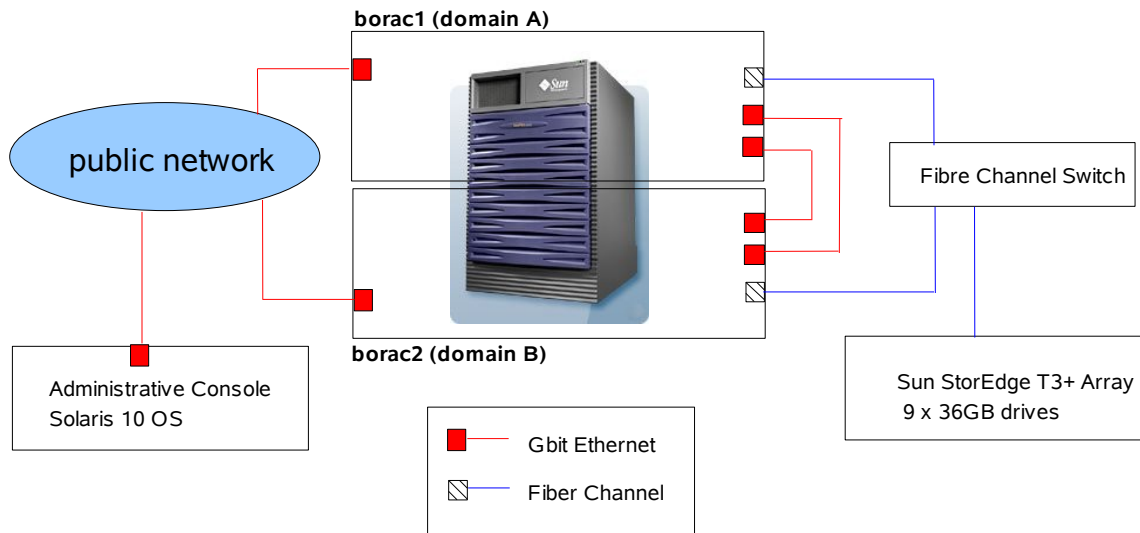 borac1 (domain A)
Sun
public network
Fibre Channel Switch
borac2 (domain B)
Administrative Console
Solaris 10 OS
Sun StorEdge T3+ Array
9 x 36GB drives
Gbit Ethernet
Fiber Channel